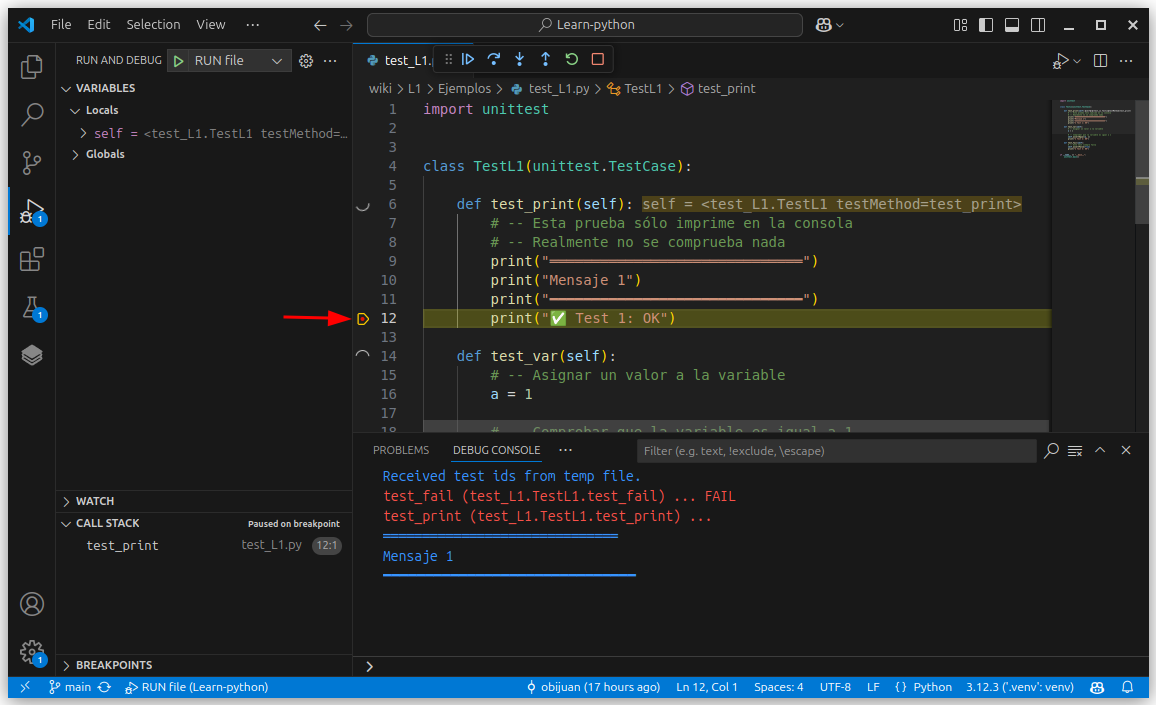 File Edit Selection View ··· Learn-python
RUN AND DEBUG RUN file ···
test_L1.
VARIABLES
Locals
self = <test_L1.TestL1 testMethod=…
Globals
wiki > L1 > Ejemplos > test_L1.py > TestL1 > test_print
1 import unittest
2
3
4 class TestL1(unittest.TestCase):
5
6 def test_print(self): self = <test_L1.TestL1 testMethod=test_print>
7 # -- Esta prueba sólo imprime en la consola
8 # -- Realmente no se comprueba nada
9 print("══════════════════════════════")
10 print("Mensaje 1")
11 print("━━━━━━━━━━━━━━━━━━━━━━━━━━━━━━")
12 print("✅ Test 1: OK")
13
14 def test_var(self):
15 # -- Asignar un valor a la variable
16 a = 1
17
18 # -- Comprobar que la variable es igual a 1
PROBLEMS DEBUG CONSOLE ··· Filter (e.g. text, !exclude, \escape)
Received test ids from temp file.
test_fail (test_L1.TestL1.test_fail) ... FAIL
test_print (test_L1.TestL1.test_print) ...
══════════════════════════════
Mensaje 1
━━━━━━━━━━━━━━━━━━━━━━━━━━━━━━
WATCH
CALL STACK Paused on breakpoint
test_print test_L1.py 12:1
BREAKPOINTS
1
1
1
main RUN file (Learn-python) obijuan (17 hours ago) Ln 12, Col 1 Spaces: 4 UTF-8 LF {} Python 3.12.3 ('.venv': venv)